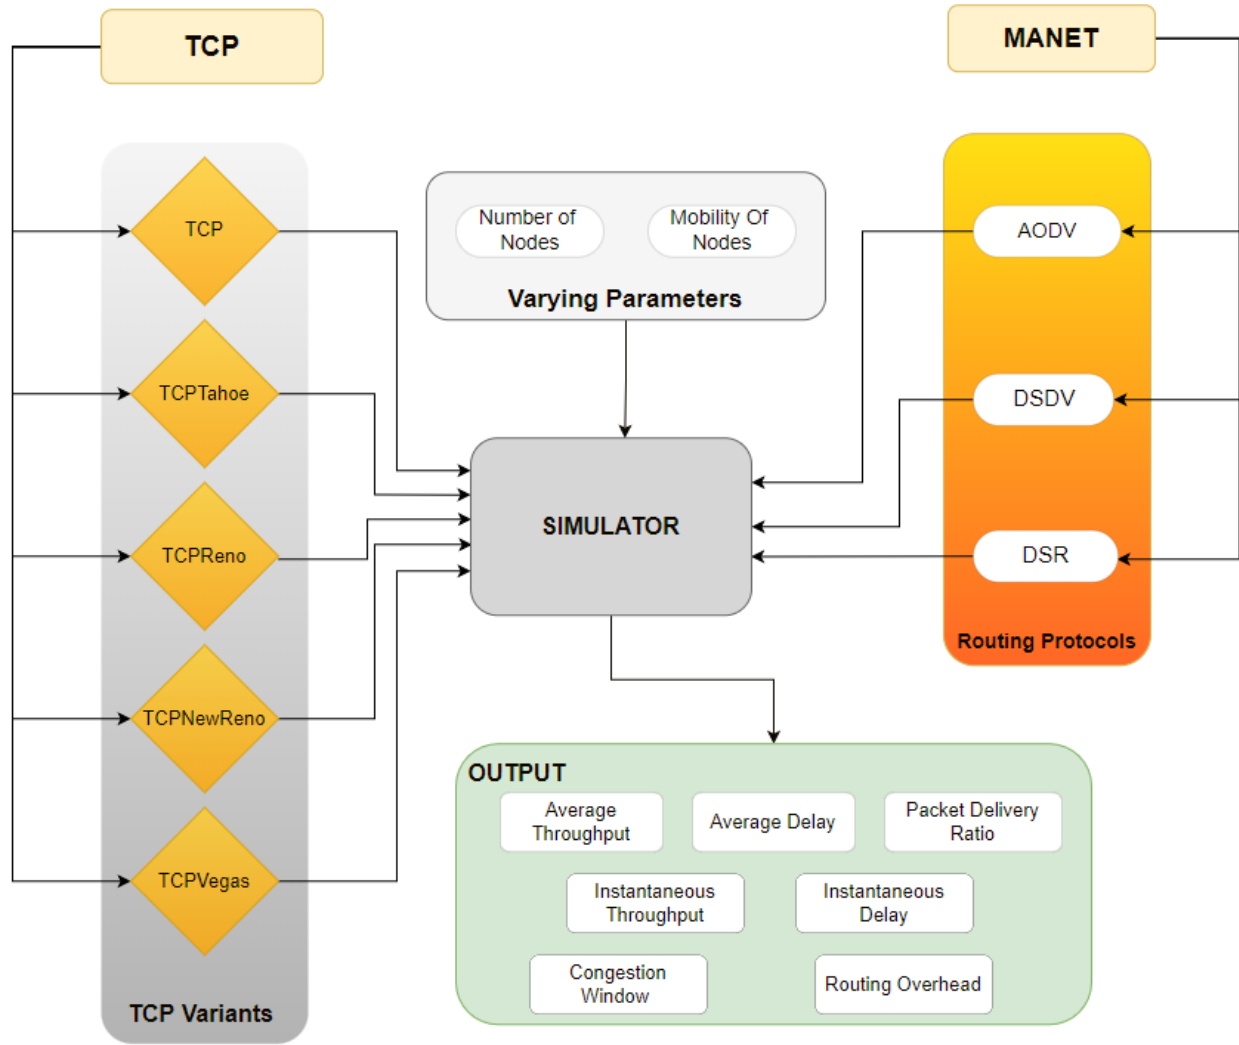 TCP
MANET
TCP
TCPTahoe
TCPReno
TCPNewReno
TCPVegas
TCP Variants
Number of
Nodes
Mobility Of
Nodes
Varying Parameters
SIMULATOR
AODV
DSDV
DSR
Routing Protocols
OUTPUT
Average
Throughput
Average Delay
Packet Delivery
Ratio
Instantaneous
Throughput
Instantaneous
Delay
Congestion
Window
Routing Overhead